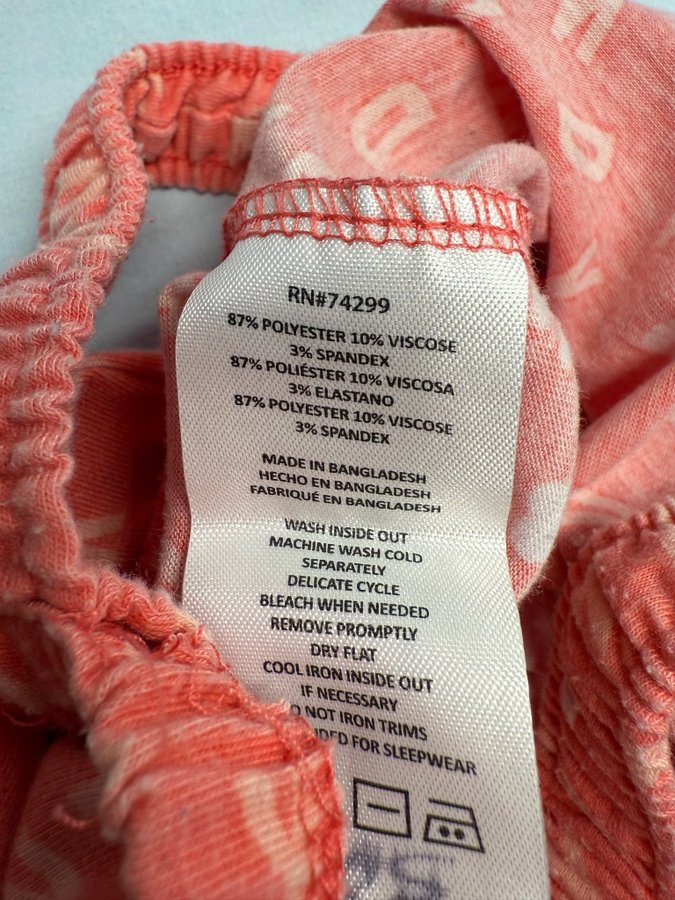 RN#74299
87% POLYESTER 10% VISCOSE
3% SPANDEX
87% POLIÉSTER 10% VISCOSA
3% ELASTANO
87% POLYESTER 10% VISCOSE
3% SPANDEX
MADE IN BANGLADESH
HECHO EN BANGLADESH
FABRIQUÉ EN BANGLADESH
WASH INSIDE OUT
MACHINE WASH COLD
SEPARATELY
DELICATE CYCLE
BLEACH WHEN NEEDED
REMOVE PROMPTLY
DRY FLAT
COOL IRON INSIDE OUT
IF NECESSARY
NOT IRON TRIMS
FOR SLEEPWEAR